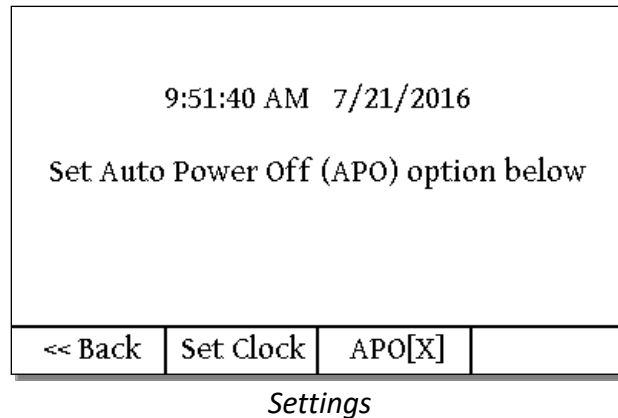 9:51:40 AM 7/21/2016
Set Auto Power Off (APO) option below
<< Back Set Clock APO[X]
Settings